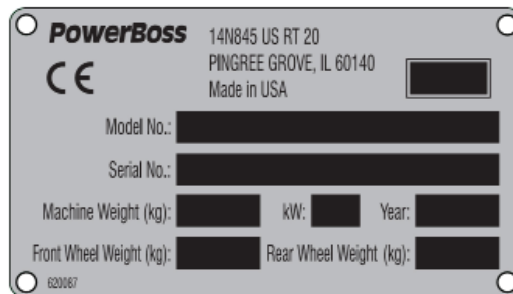 PowerBoss
14N845 US RT 20
PINGREE GROVE, IL 60140
Made in USA
CE
Model No.:
Serial No.:
Machine Weight (kg): kW: Year:
Front Wheel Weight (kg): Rear Wheel Weight (kg):
620087